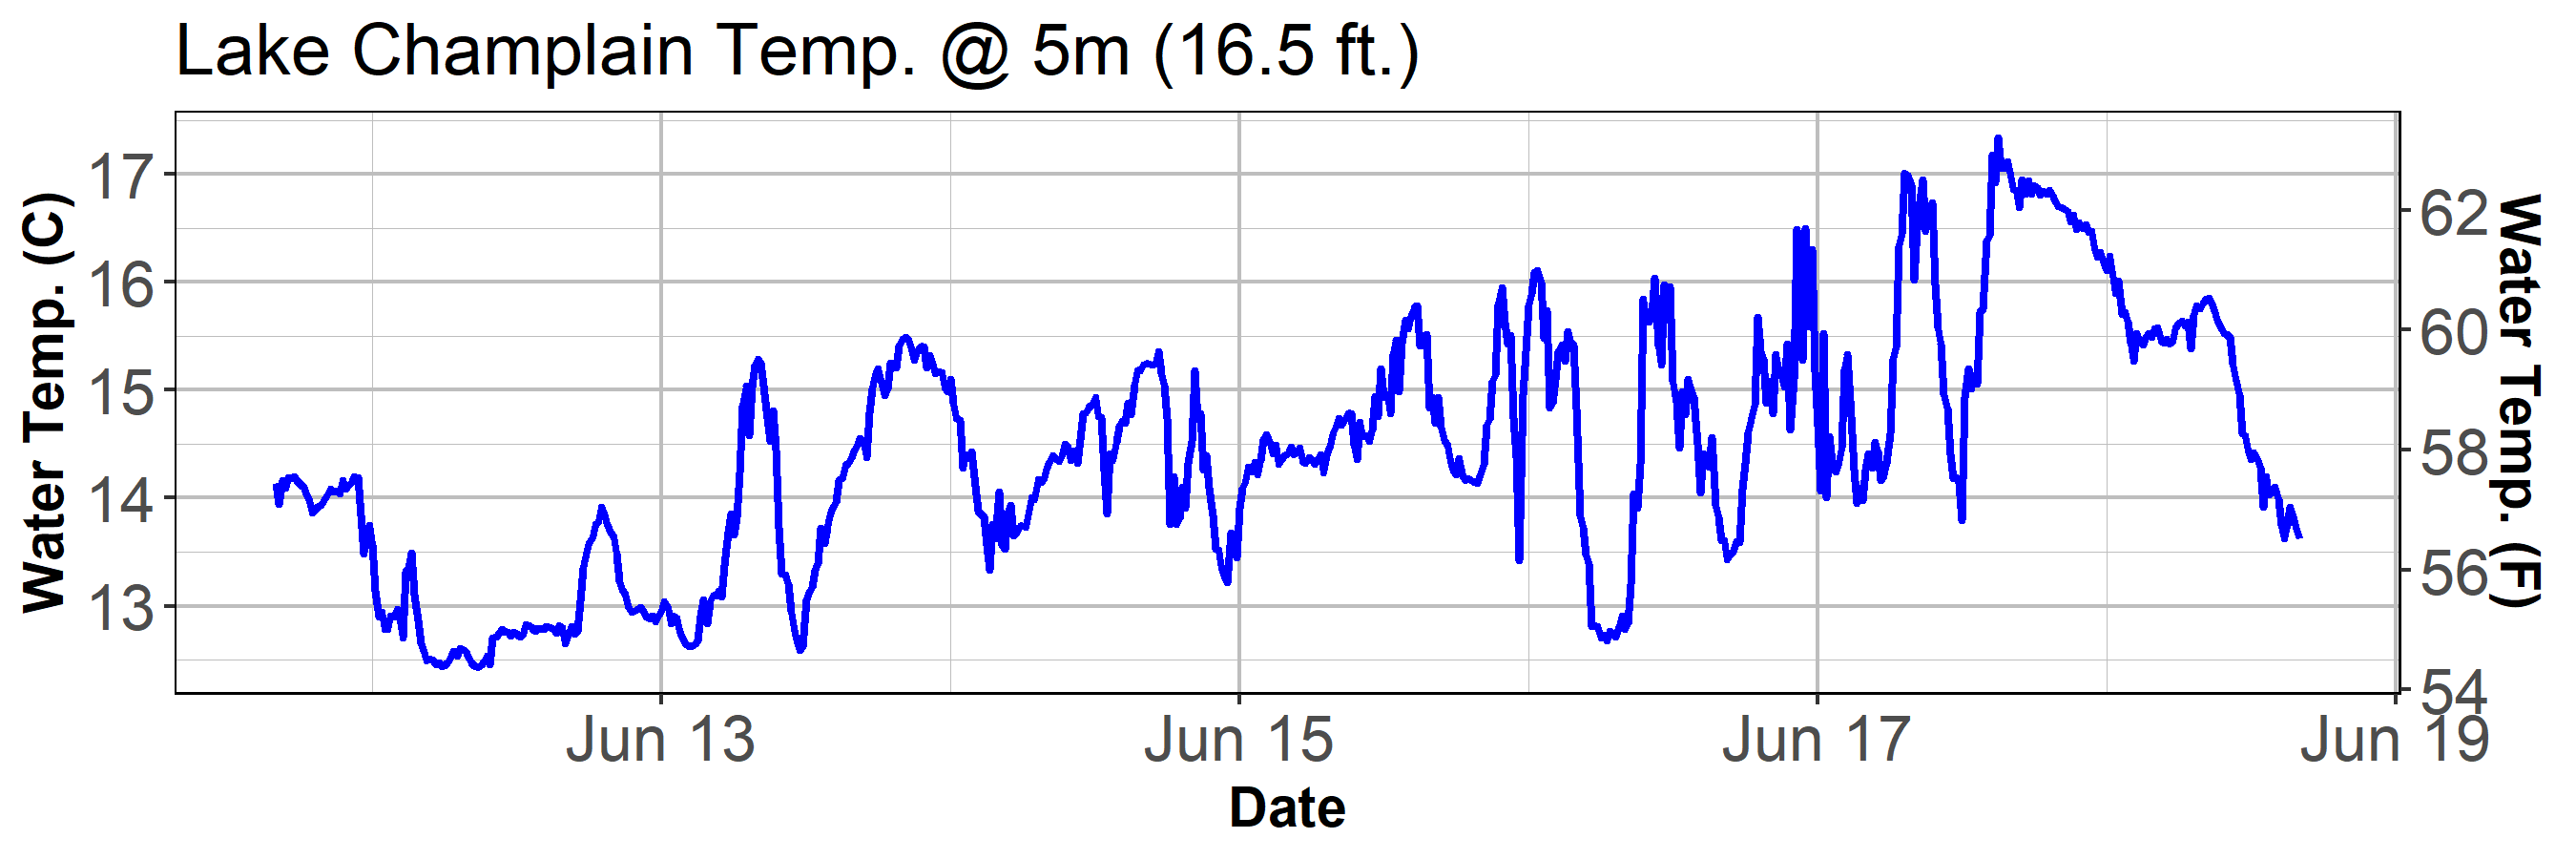 Lake Champlain Temp. @ 5m (16.5 ft.)
Water Temp. (C)
17
16
15
14
13
62
60
58
56
54
Water Temp. (F)
Jun 13
Jun 15
Jun 17
Jun 19
Date